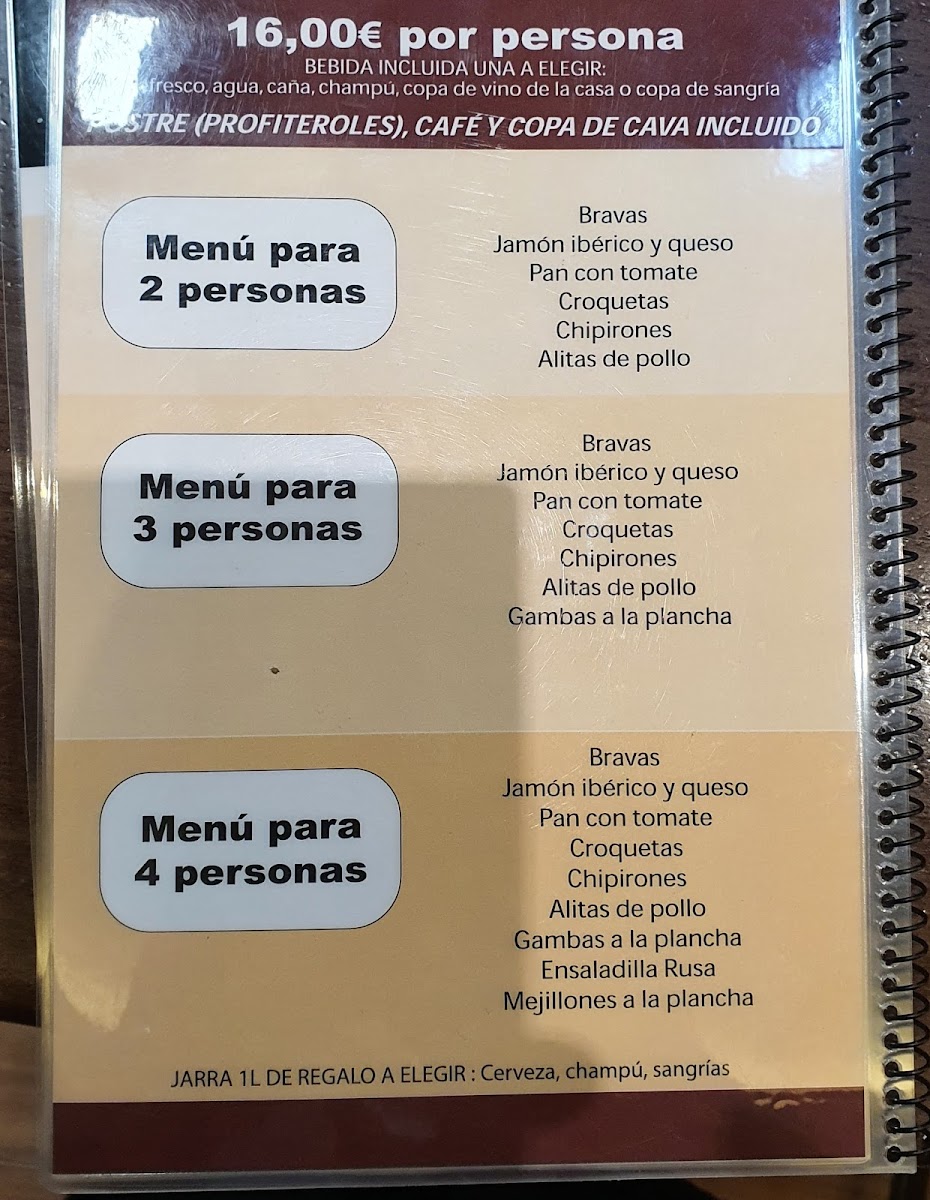 16,00€ por persona
BEBIDA INCLUIDA UNA A ELEGIR:
agua, caña, champú, copa de vino de la casa o copa de sangría
POSTRE (PROFITEROLES), CAFÉ Y COPA DE CAVA INCLUIDO
Menú para
2 personas
Bravas
Jamón ibérico y queso
Pan con tomate
Croquetas
Chipirones
Alitas de pollo
Menú para
3 personas
Bravas
Jamón ibérico y queso
Pan con tomate
Croquetas
Chipirones
Alitas de pollo
Gambas a la plancha
Menú para
4 personas
Bravas
Jamón ibérico y queso
Pan con tomate
Croquetas
Chipirones
Alitas de pollo
Gambas a la plancha
Ensaladilla Rusa
Mejillones a la plancha
JARRA 1L DE REGALO A ELEGIR : Cerveza, champú, sangrías